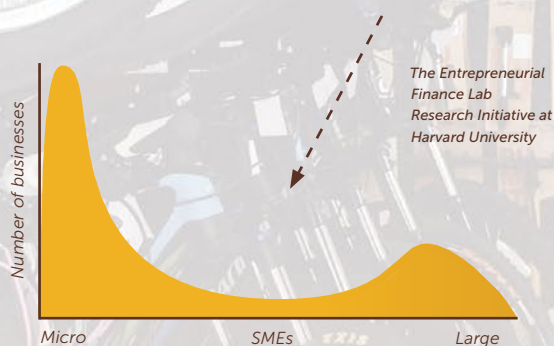 The Entrepreneurial
Finance Lab
Research Initiative at
Harvard University
Number of businesses
Micro
SMEs
Large